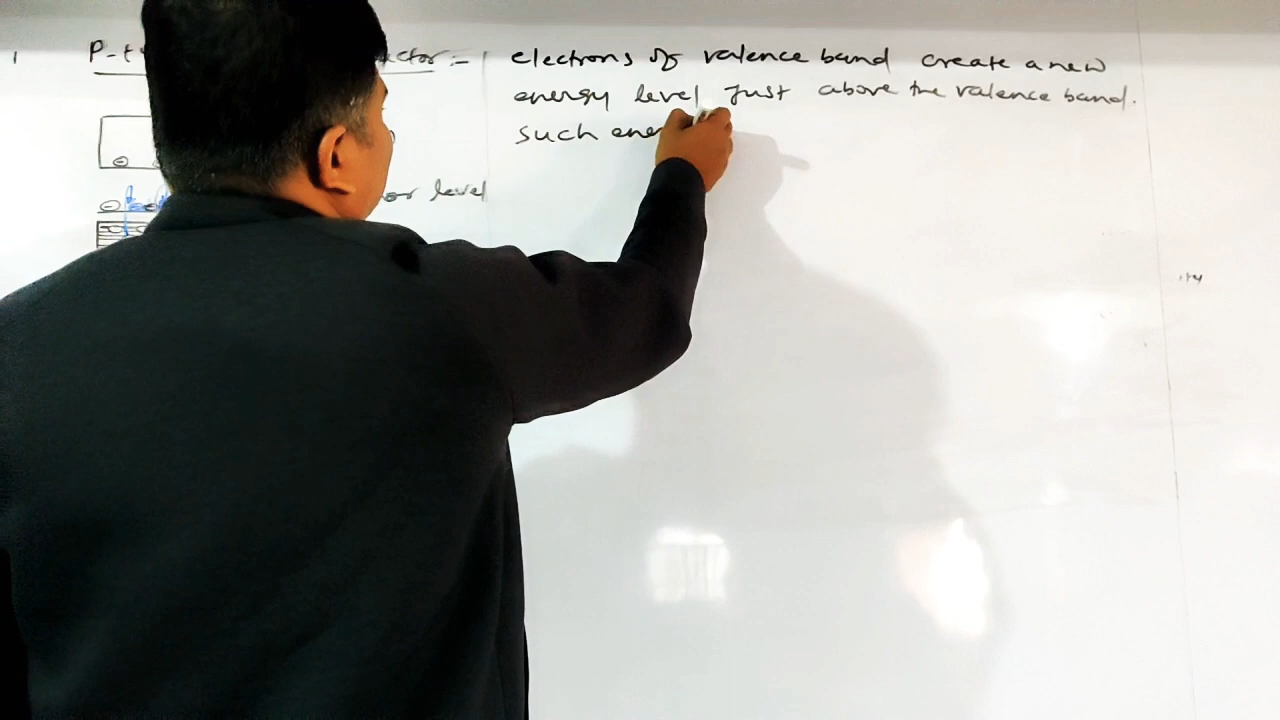 P-t ctor :-
or level
electrons of valence band create a new
energy level Just above the valence band.
such ene